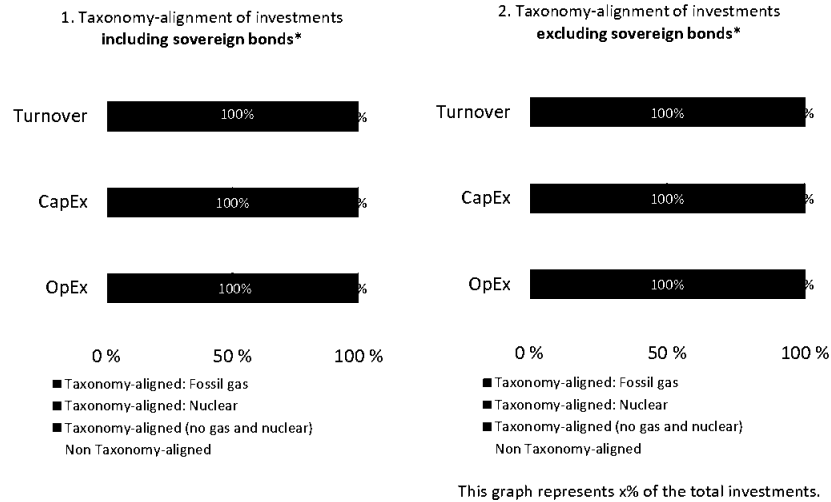 1. Taxonomy-alignment of investments
including sovereign bonds*
Turnover
100%
%
CapEx
100%
%
OpEx
100%
%
0 %
50 %
100 %
Taxonomy-aligned: Fossil gas
Taxonomy-aligned: Nuclear
Taxonomy-aligned (no gas and nuclear)
Non Taxonomy-aligned
2. Taxonomy-alignment of investments
excluding sovereign bonds*
Turnover
100%
%
CapEx
100%
%
OpEx
100%
%
0 %
50 %
100 %
Taxonomy-aligned: Fossil gas
Taxonomy-aligned: Nuclear
Taxonomy-aligned (no gas and nuclear)
Non Taxonomy-aligned
This graph represents x% of the total investments.